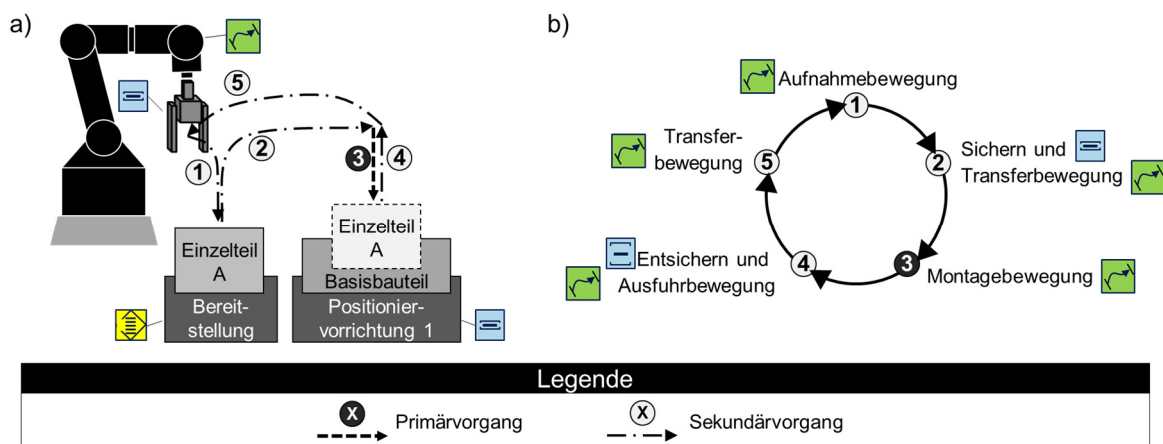 a)
5
2
1
3
4
Einzelteil
A
Einzelteil
A
Basisbauteil
Bereit-
stellung
Positionier-
vorrichtung 1
b)
Aufnahmebewegung
1
Transfer-
bewegung
5
2
Sichern und
Transferbewegung
Entsichern und
Ausfuhrbewegung
4
3
Montagebewegung
Legende
X
Primärvorgang
X
Sekundärvorgang